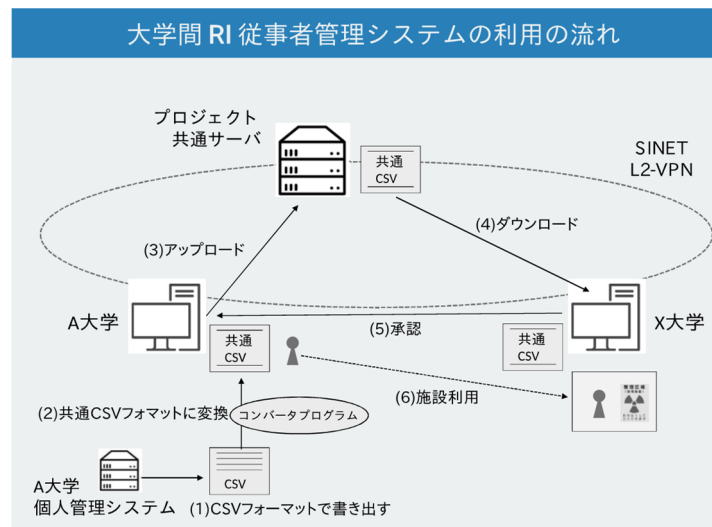 大学間 RI 従事者管理システムの利用の流れ
プロジェクト
共通サーバ
共通
CSV
SINET
L2-VPN
(3)アップロード
(4)ダウンロード
A大学
(5)承認
X大学
共通
CSV
共通
CSV
(2)共通CSVフォーマットに変換
コンバータプログラム
(6)施設利用
管理区域
CSV
A大学
個人管理システム
(1)CSVフォーマットで書き出す